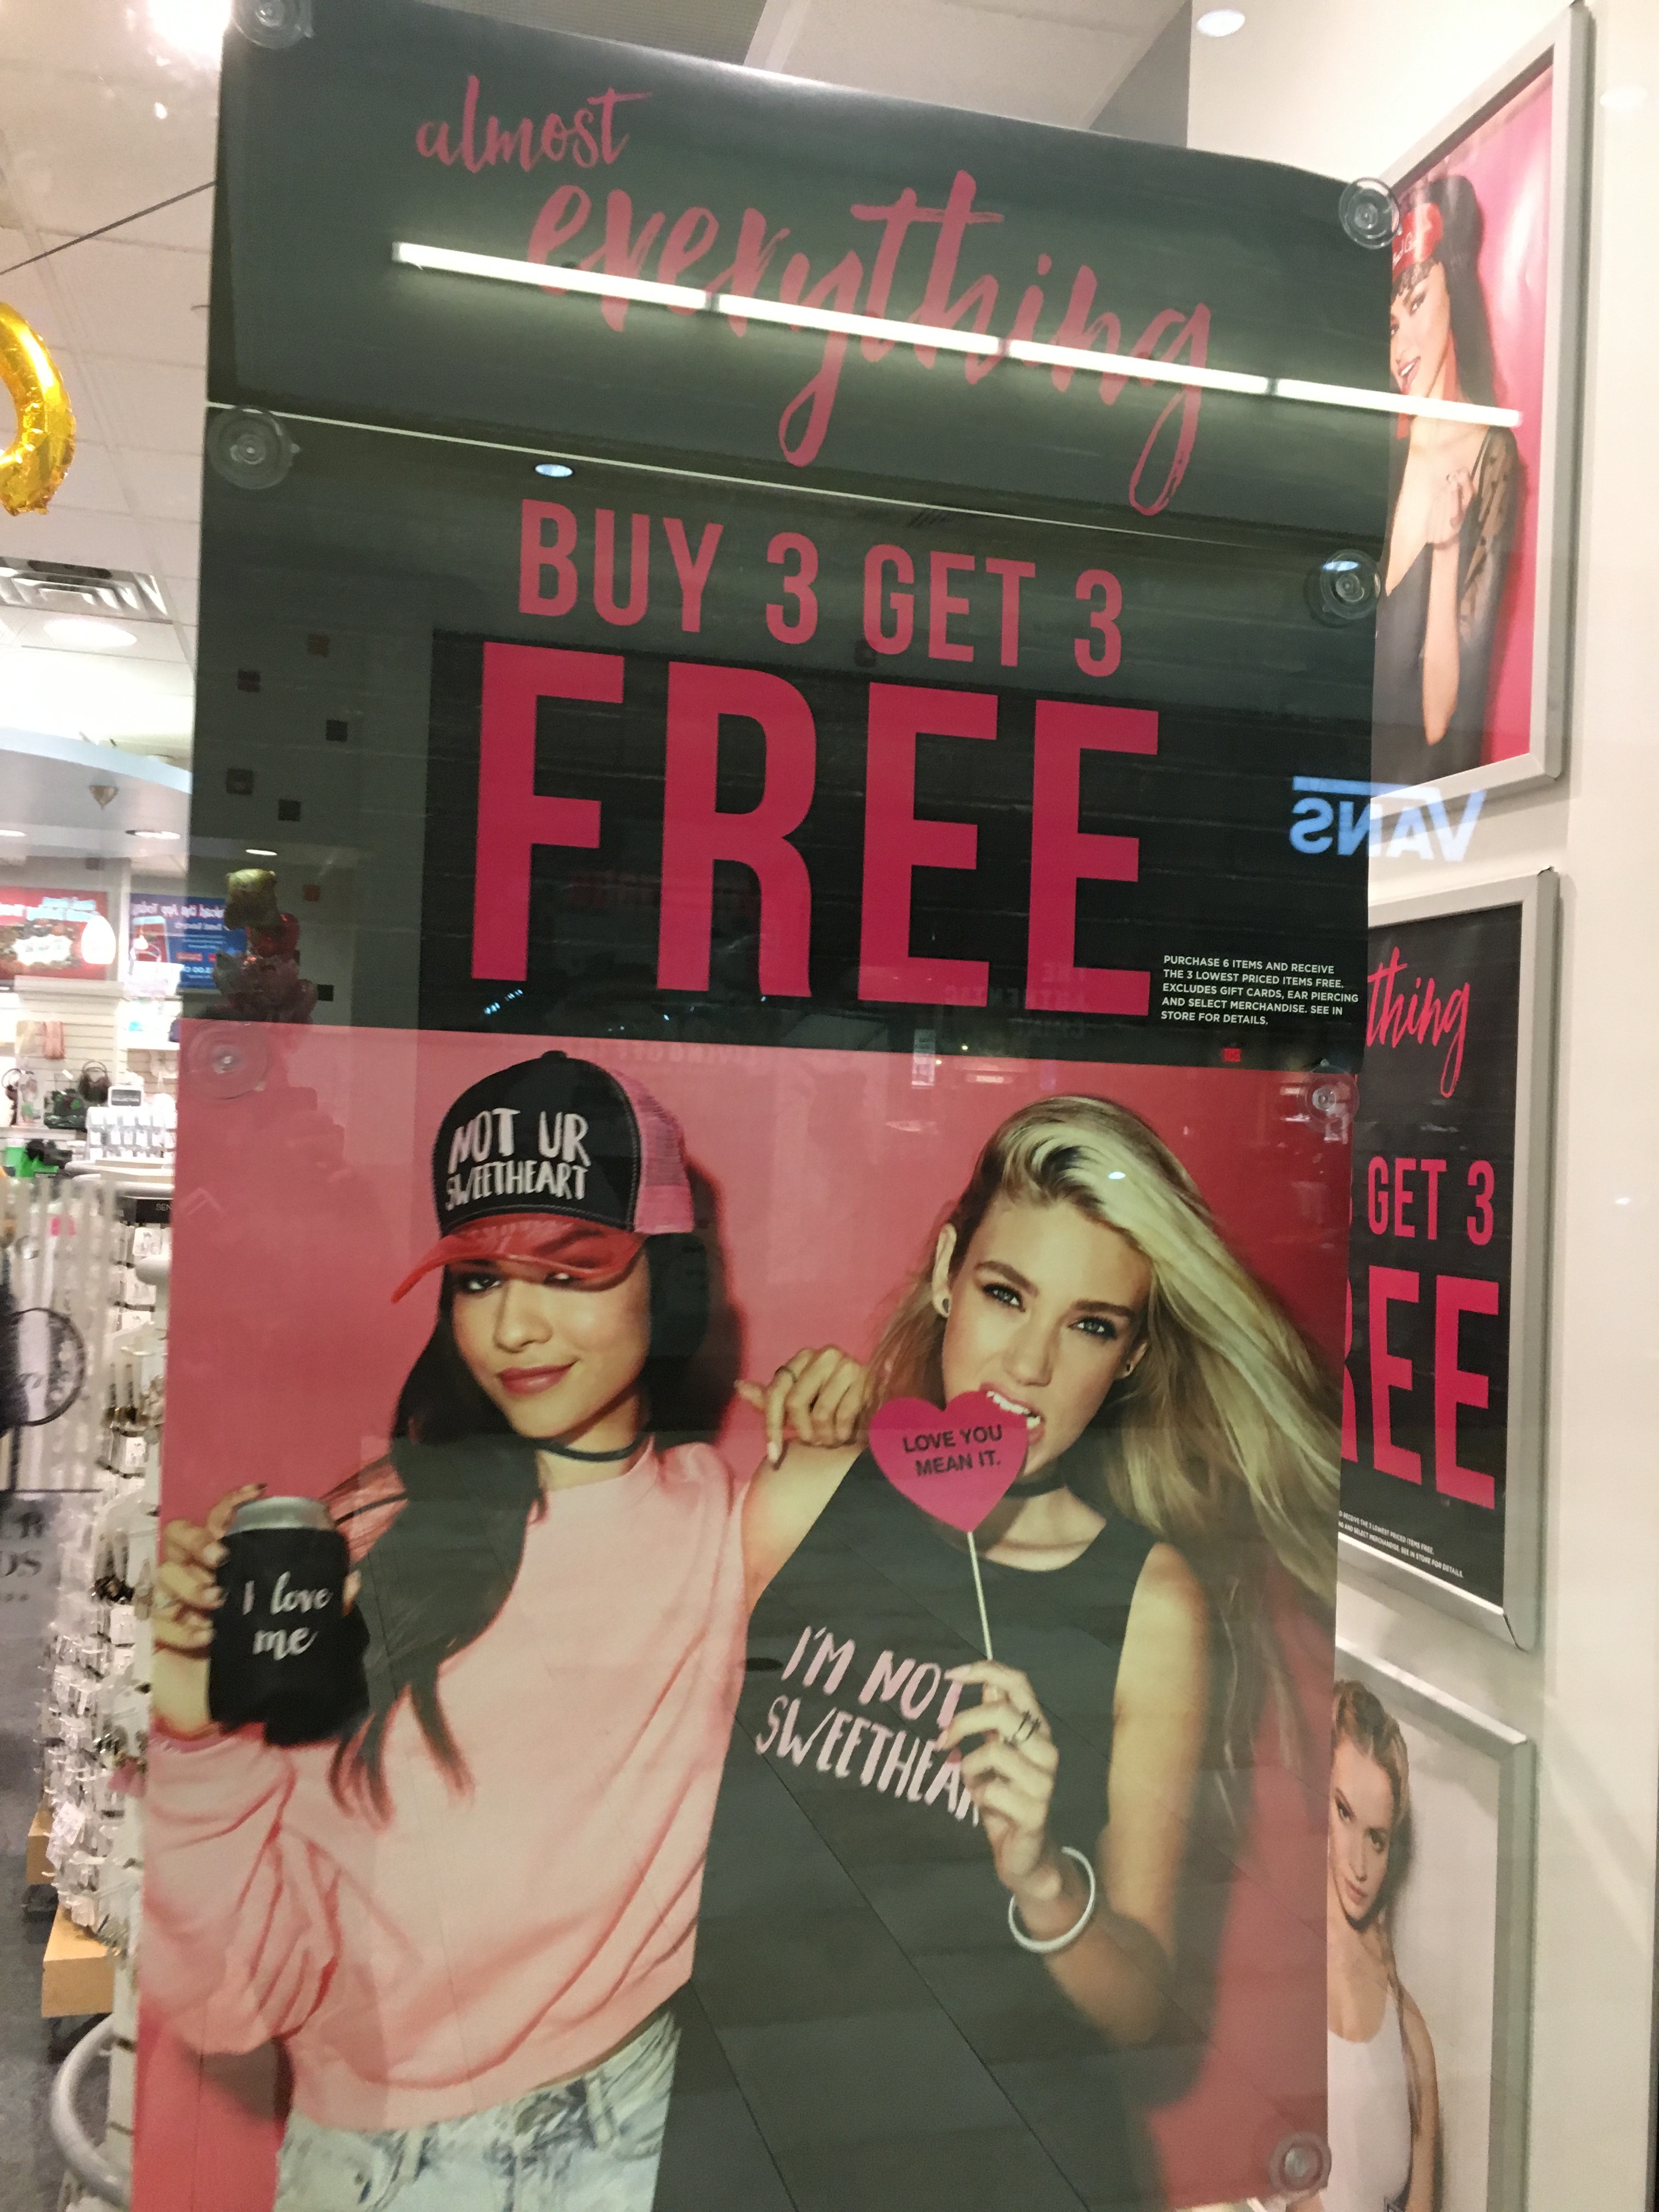 almost
everything
BUY 3 GET 3
FREE
PURCHASE 6 ITEMS AND RECEIVE
THE 3 LOWEST PRICED ITEMS FREE.
EXCLUDES GIFT CARDS, EAR PIERCING
AND SELECT MERCHANDISE. SEE IN
STORE FOR DETAILS.
VANS
thing
GET 3
REE
NOT UR
SWEETHEART
LOVE YOU
MEAN IT.
I love
me
I'M NOT
SWEETHEAR